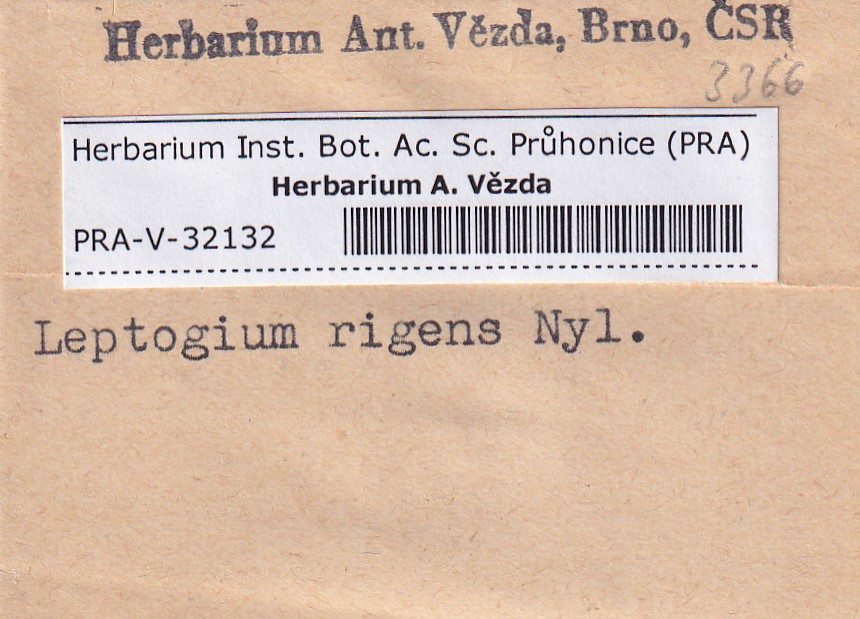 Herbarium Ant. Vězda, Brno, ČSR
3366
Herbarium Inst. Bot. Ac. Sc. Průhonice (PRA)
Herbarium A. Vězda
PRA-V-32132
Leptogium rigens Nyl.